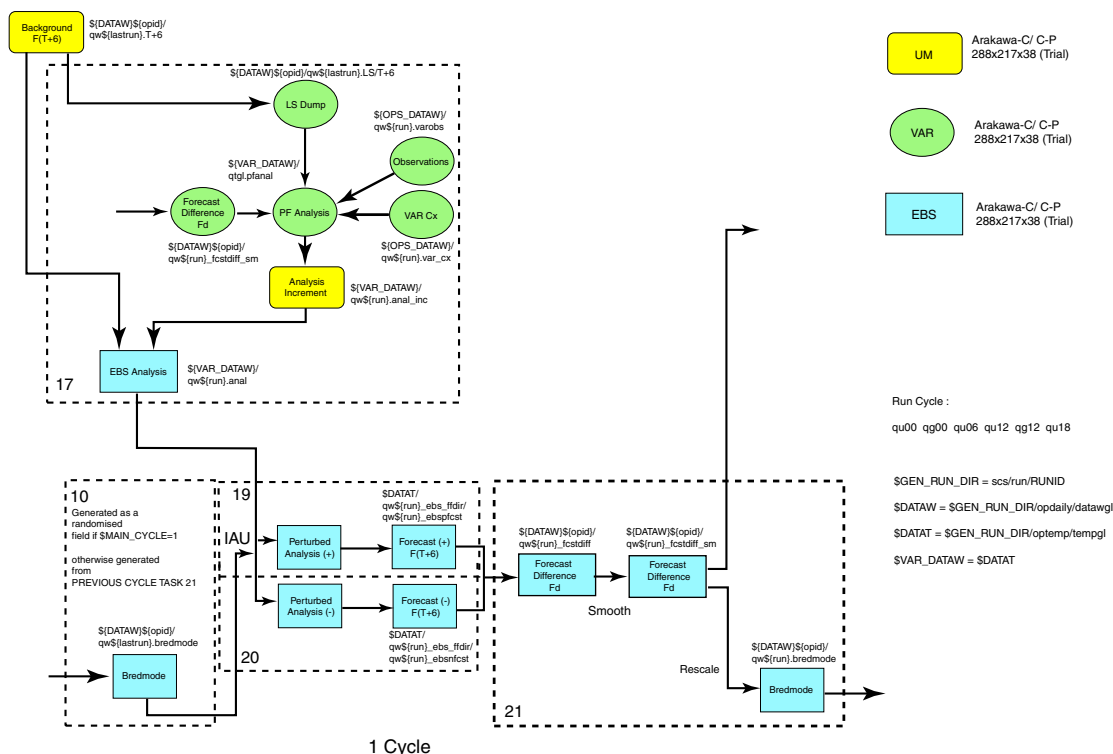 Background
F(T+6)
${DATAW}${opid}/
qw${lastrun}.T+6
${DATAW}${opid}/qw${lastrun}.LS/T+6
LS Dump
${OPS_DATAW}/
qw${run}.varobs
Observations
${VAR_DATAW}/
qtgl.pfanal
Forecast
Difference
Fd
PF Analysis
VAR Cx
${DATAW}${opid}/
qw${run}_fcstdiff_sm
${OPS_DATAW}/
qw${run}.var_cx
Analysis
Increment
${VAR_DATAW}/
qw${run}.anal_inc
EBS Analysis
${VAR_DATAW}/
qw${run}.anal
17
UM
Arakawa-C/ C-P
288x217x38 (Trial)
VAR
Arakawa-C/ C-P
288x217x38 (Trial)
EBS
Arakawa-C/ C-P
288x217x38 (Trial)
Run Cycle :
qu00 qg00 qu06 qu12 qg12 qu18
$GEN_RUN_DIR = scs/run/RUNID
$DATAW = $GEN_RUN_DIR/opdaily/datawgl
$DATAT = $GEN_RUN_DIR/optemp/tempgl
$VAR_DATAW = $DATAT
10
Generated as a
randomised
field if $MAIN_CYCLE=1
otherwise generated
from
PREVIOUS CYCLE TASK 21
${DATAW}${opid}/
qw${lastrun}.bredmode
Bredmode
19
IAU
$DATAT/
qw${run}_ebs_ffdir/
qw${run}_ebspfcst
Perturbed
Analysis (+)
Forecast (+)
F(T+6)
Perturbed
Analysis (-)
Forecast (-)
F(T+6)
$DATAT/
qw${run}_ebs_ffdir/
qw${run}_ebsnfcst
20
${DATAW}${opid}/
qw${run}_fcstdiff
${DATAW}${opid}/
qw${run}_fcstdiff_sm
Forecast
Difference
Fd
Forecast
Difference
Fd
Smooth
Rescale
${DATAW}${opid}/
qw${run}.bredmode
Bredmode
21
1 Cycle